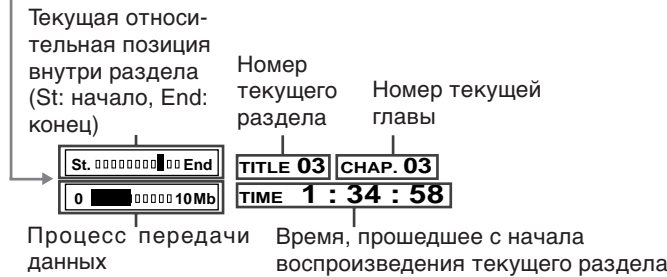 Текущая относи-
тельная позиция
внутри раздела
(St: начало, End:
конец)
Номер
текущего
раздела
Номер текущей
главы
St. End TITLE 03 CHAP. 03
0 10Mb TIME 1 : 34 : 58
Процесс передачи
данных
Время, прошедшее с начала
воспроизведения текущего раздела